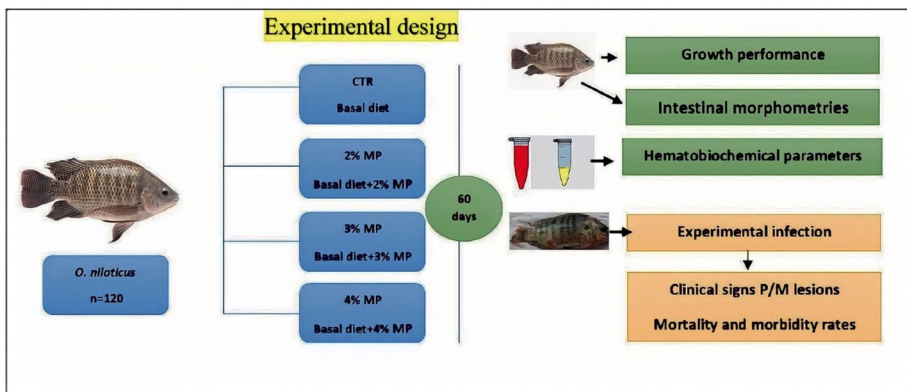 Experimental design
O. niloticus
n=120
CTR
Basal diet
2% MP
Basal diet+2% MP
3% MP
Basal diet+3% MP
4% MP
Basal diet+4% MP
60
days
Growth performance
Intestinal morphometries
Hematobiochemical parameters
Experimental infection
Clinical signs P/M lesions
Mortality and morbidity rates